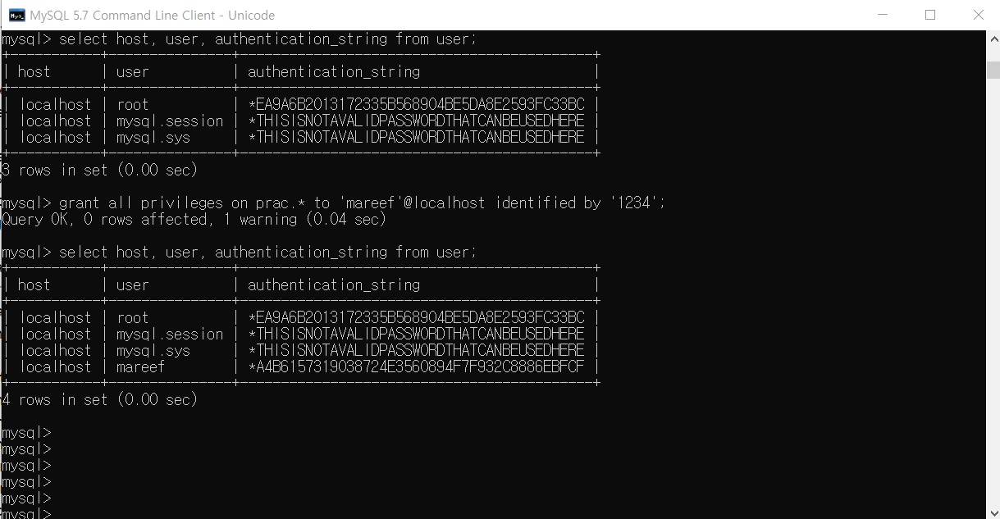 MySQL 5.7 Command Line Client - Unicode
mysql> select host, user, authentication_string from user;
+-----------+---------------+-------------------------------------------+
| host      | user          | authentication_string                     |
+-----------+---------------+-------------------------------------------+
| localhost | root          | *EA9A6B2013172335B568904BE5DA8E2593FC33BC |
| localhost | mysql.session | *THISISNOTAVALIDPASSWORDTHATCANBEUSEDHERE |
| localhost | mysql.sys     | *THISISNOTAVALIDPASSWORDTHATCANBEUSEDHERE |
+-----------+---------------+-------------------------------------------+
3 rows in set (0.00 sec)
mysql> grant all privileges on prac.* to 'mareef'@localhost identified by '1234';
Query OK, 0 rows affected, 1 warning (0.04 sec)
mysql> select host, user, authentication_string from user;
+-----------+---------------+-------------------------------------------+
| host      | user          | authentication_string                     |
+-----------+---------------+-------------------------------------------+
| localhost | root          | *EA9A6B2013172335B568904BE5DA8E2593FC33BC |
| localhost | mysql.session | *THISISNOTAVALIDPASSWORDTHATCANBEUSEDHERE |
| localhost | mysql.sys     | *THISISNOTAVALIDPASSWORDTHATCANBEUSEDHERE |
| localhost | mareef        | *A4B6157319038724E3560894F7F932C8886EBFCF |
+-----------+---------------+-------------------------------------------+
4 rows in set (0.00 sec)
mysql>
mysql>
mysql>
mysql>
mysql>
mysql>